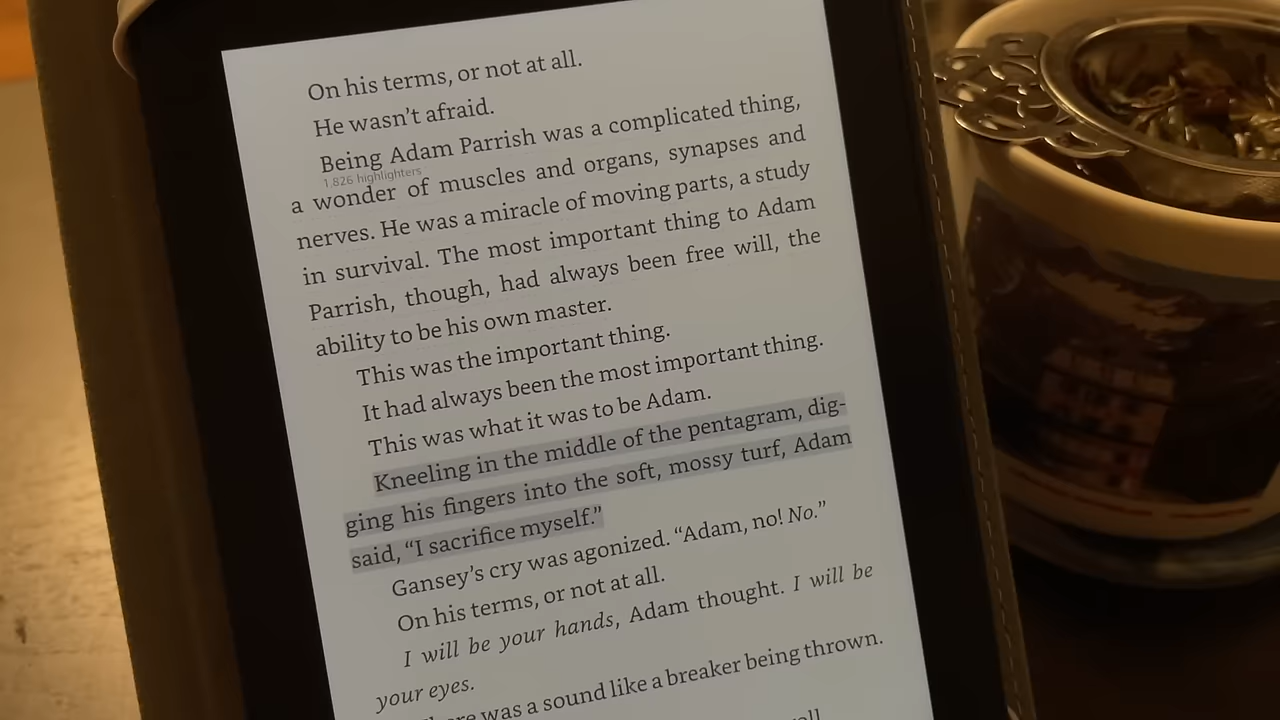 On his terms, or not at all.
He wasn't afraid.
Being Adam Parrish was a complicated thing,
1,826 highlighters
a wonder of muscles and organs, synapses and
nerves. He was a miracle of moving parts, a study
in survival. The most important thing to Adam
Parrish, though, had always been free will, the
ability to be his own master.
This was the important thing.
It had always been the most important thing.
This was what it was to be Adam.
Kneeling in the middle of the pentagram, dig-
ging his fingers into the soft, mossy turf, Adam
said, “I sacrifice myself.”
Gansey's cry was agonized. “Adam, no! No.”
On his terms, or not at all.
I will be your hands, Adam thought. I will be
your eyes.
was a sound like a breaker being thrown.